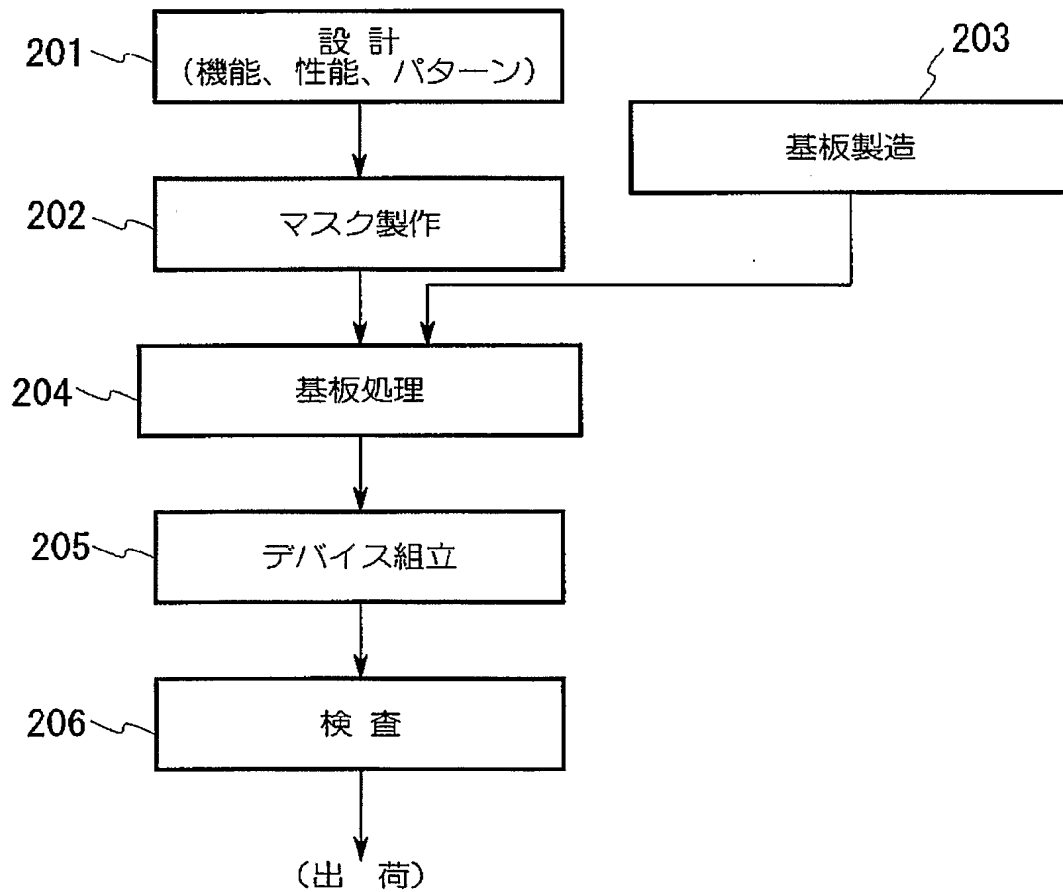 201
設 計
(機能、性能、パターン)
203
基板製造
202
マスク製作
204
基板処理
205
デバイス組立
206
検 査
(出 荷)